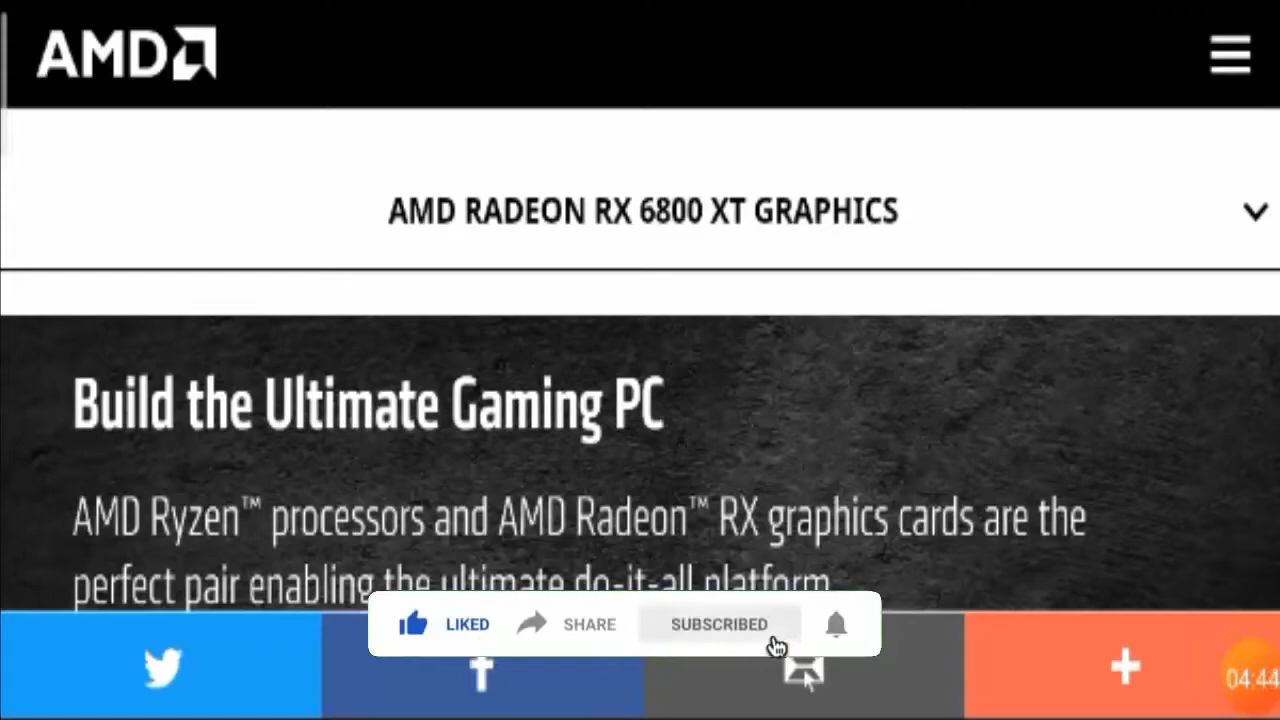 AMD
AMD RADEON RX 6800 XT GRAPHICS
Build the Ultimate Gaming PC
AMD Ryzen™ processors and AMD Radeon™ RX graphics cards are the
perfect pair enabling the ultimate do-it-all platform
LIKED SHARE SUBSCRIBED
04:44